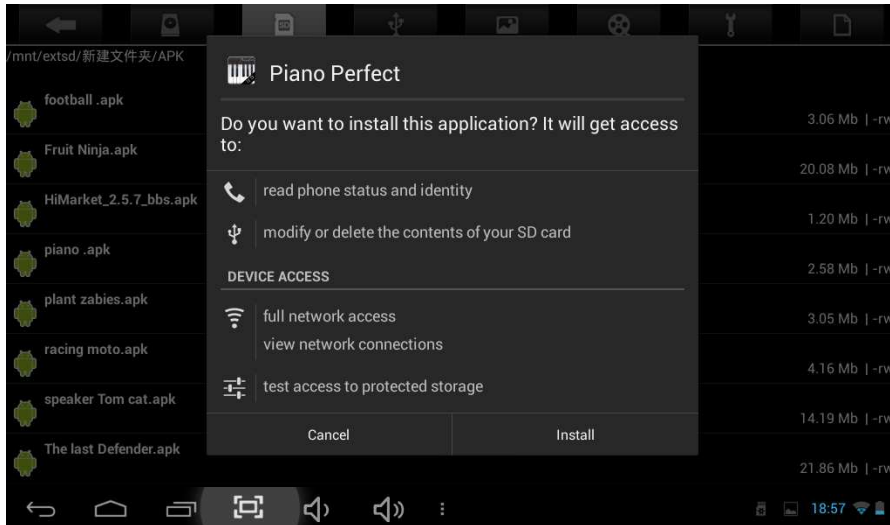 /mnt/extsd/新建文件夹/APK
football .apk
3.06 Mb | -rw
Fruit Ninja.apk
20.08 Mb | -rw
HiMarket_2.5.7_bbs.apk
1.20 Mb | -rw
piano .apk
2.58 Mb | -rw
plant zabies.apk
3.05 Mb | -rw
racing moto.apk
4.16 Mb | -rw
speaker Tom cat.apk
14.19 Mb | -rw
The last Defender.apk
21.86 Mb | -rw
Piano Perfect
Do you want to install this application? It will get access
to:
read phone status and identity
modify or delete the contents of your SD card
DEVICE ACCESS
full network access
view network connections
test access to protected storage
Cancel
Install
18:57